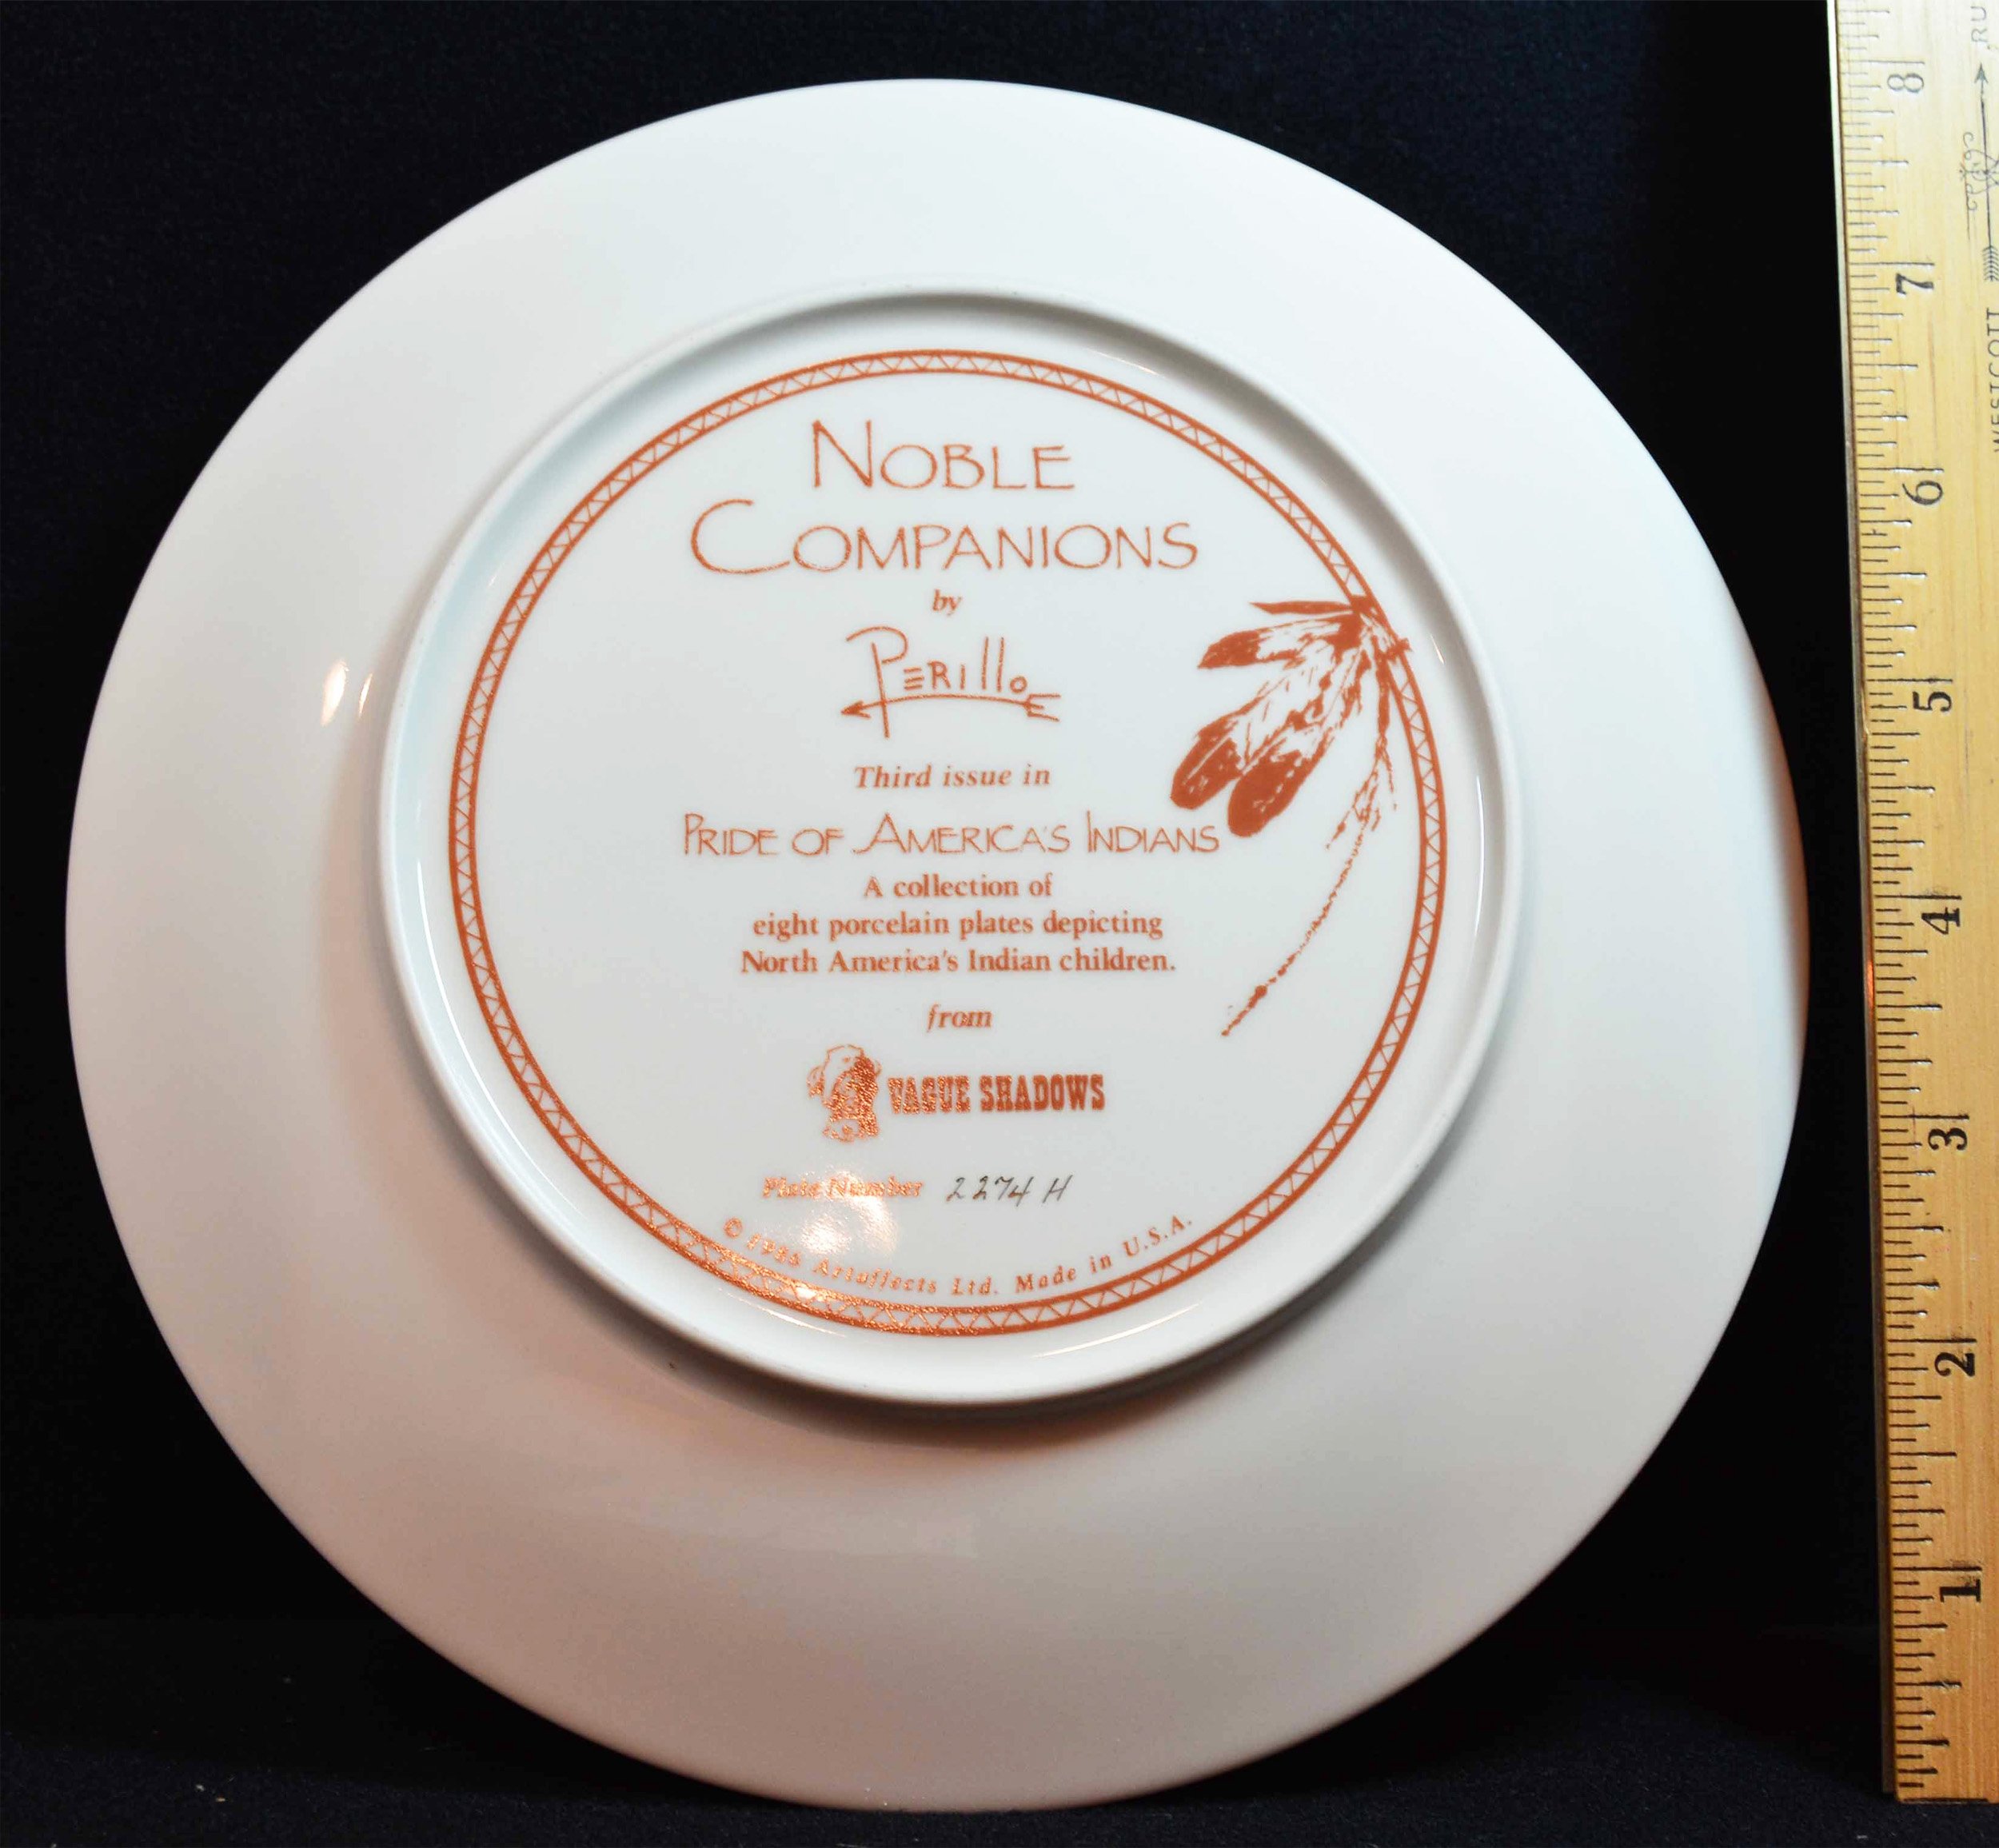 NOBLE
COMPANIONS
by
PERILLO
Third issue in
PRIDE OF AMERICA'S INDIANS
A collection of
eight porcelain plates depicting
North America's Indian children.
from
VAGUE SHADOWS
Plate Number 2274 H
© 1986 Artaffects Ltd. Made in U.S.A.
8
7
6
5
4
3
2
1
WESTCOTT
RU